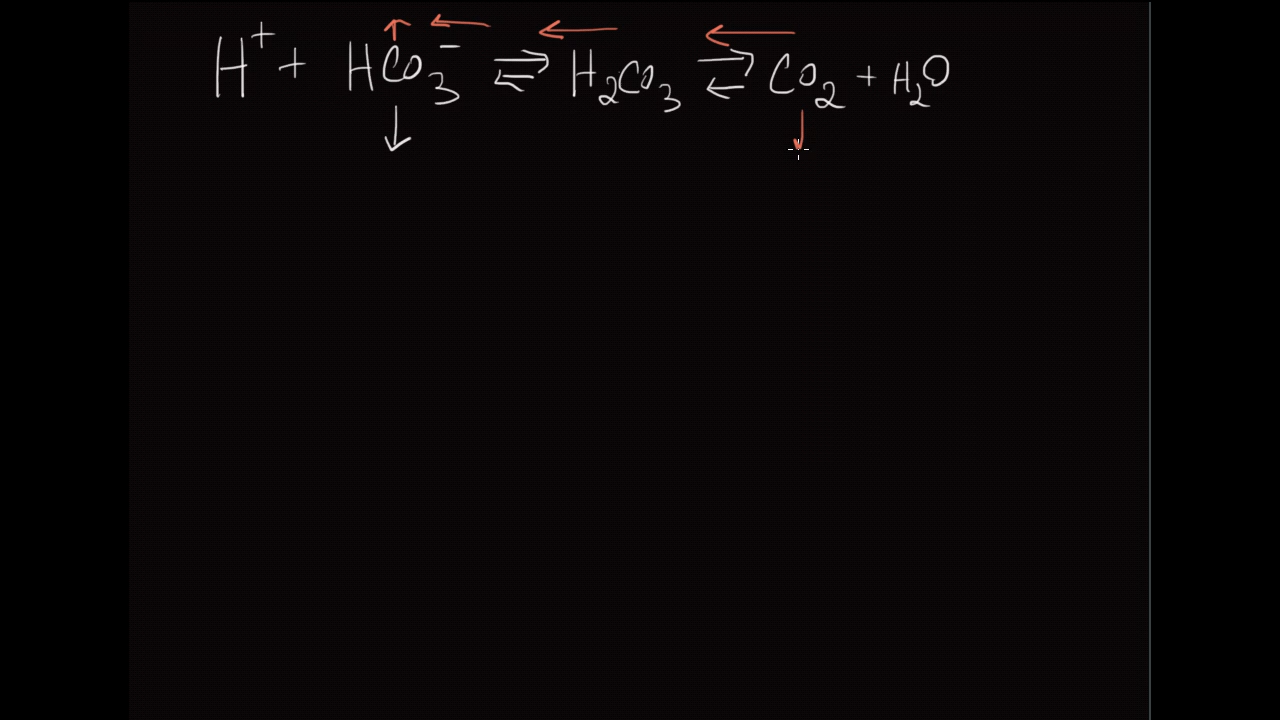 H⁺ + HCo₃⁻ ⇌ H₂Co₃ ⇌ Co₂ + H₂O